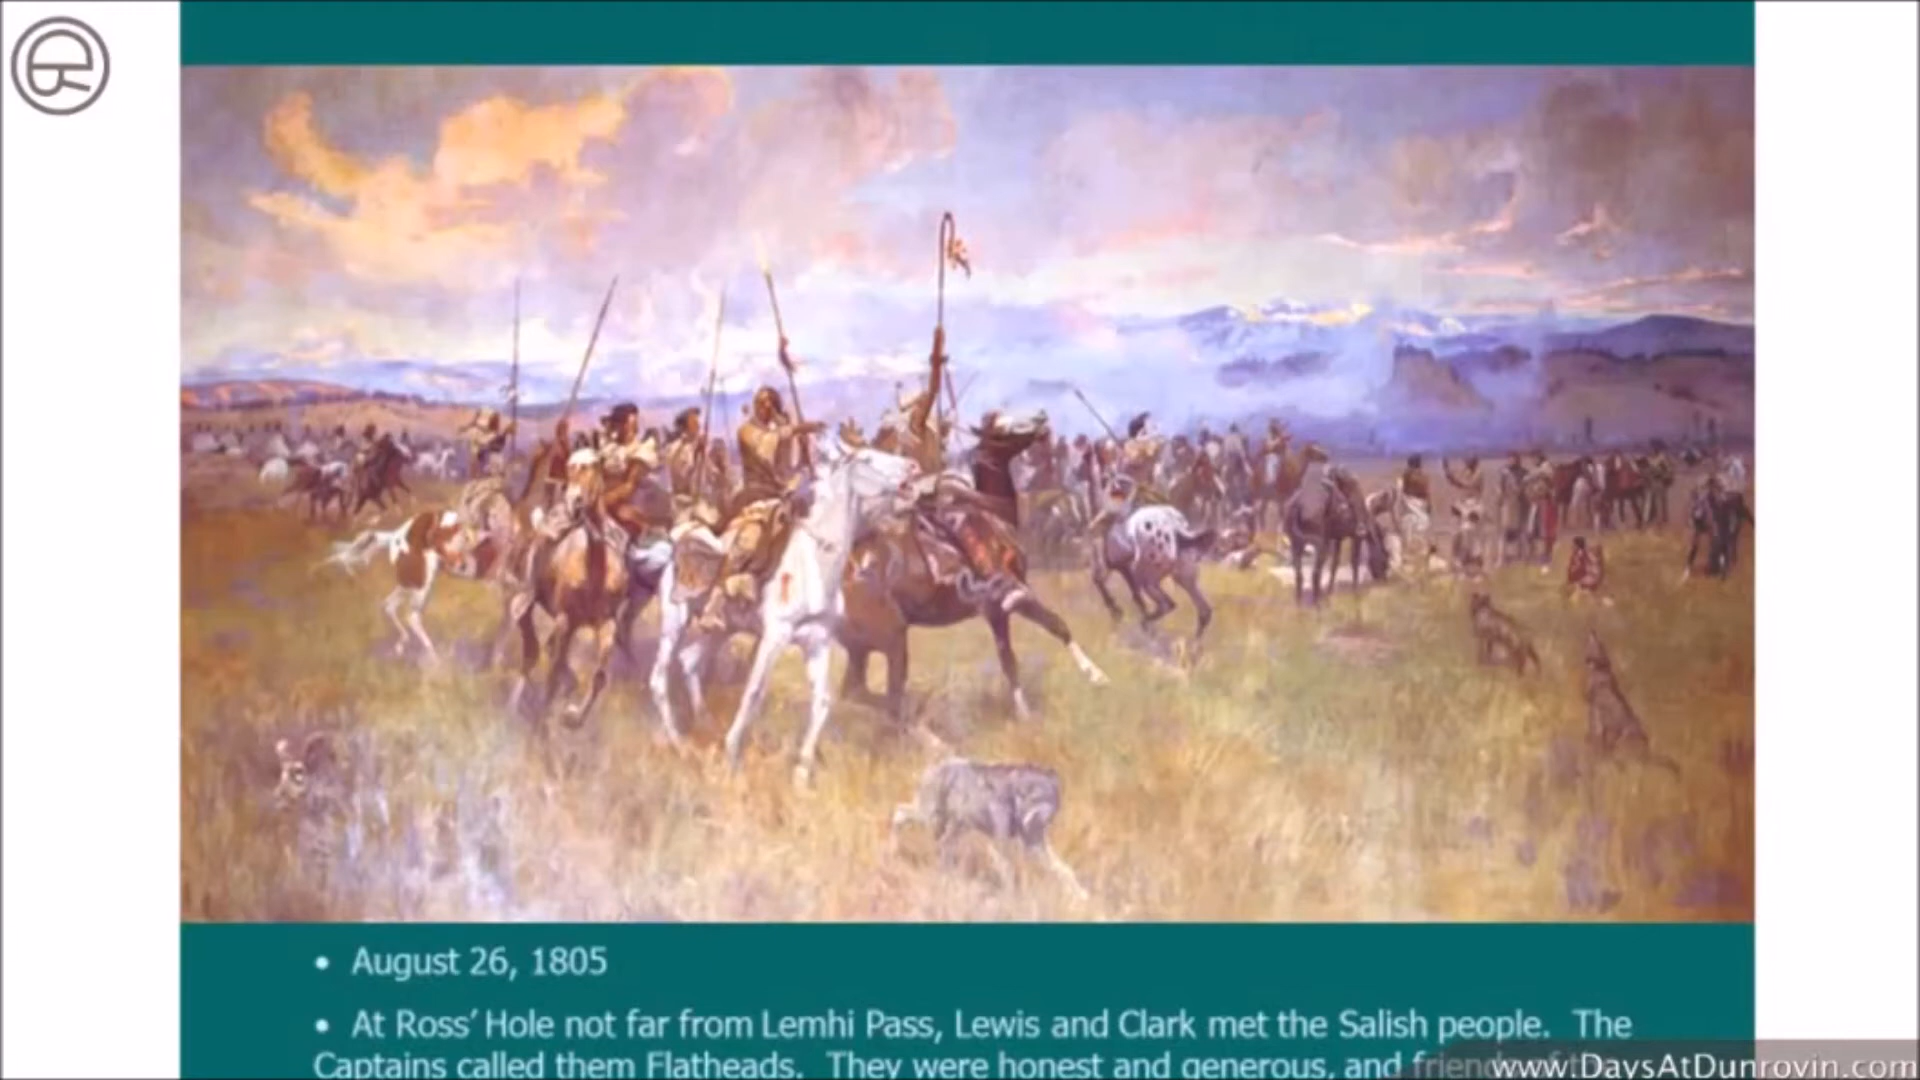 • August 26, 1805
• At Ross’ Hole not far from Lemhi Pass, Lewis and Clark met the Salish people. The
Captains called them Flatheads. They were honest and generous, and
www.DaysAtDunrovin.com